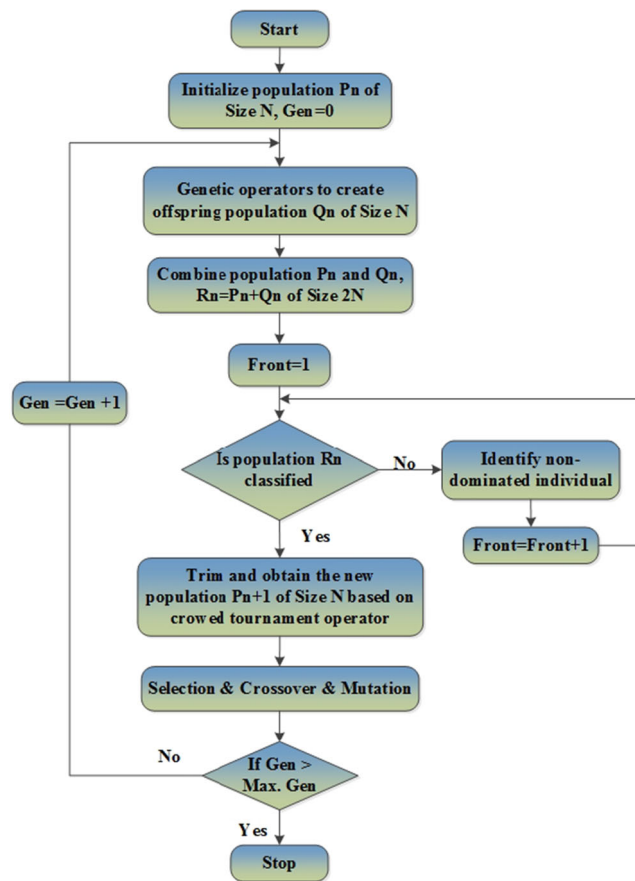 Start
Initialize population Pn of
Size N, Gen=0
Genetic operators to create
offspring population Qn of Size N
Combine population Pn and Qn,
Rn=Pn+Qn of Size 2N
Front=1
Gen =Gen +1
Is population Rn
classified
No
Identify non-
dominated individual
Front=Front+1
Yes
Trim and obtain the new
population Pn+1 of Size N based on
crowed tournament operator
Selection & Crossover & Mutation
No
If Gen >
Max. Gen
Yes
Stop